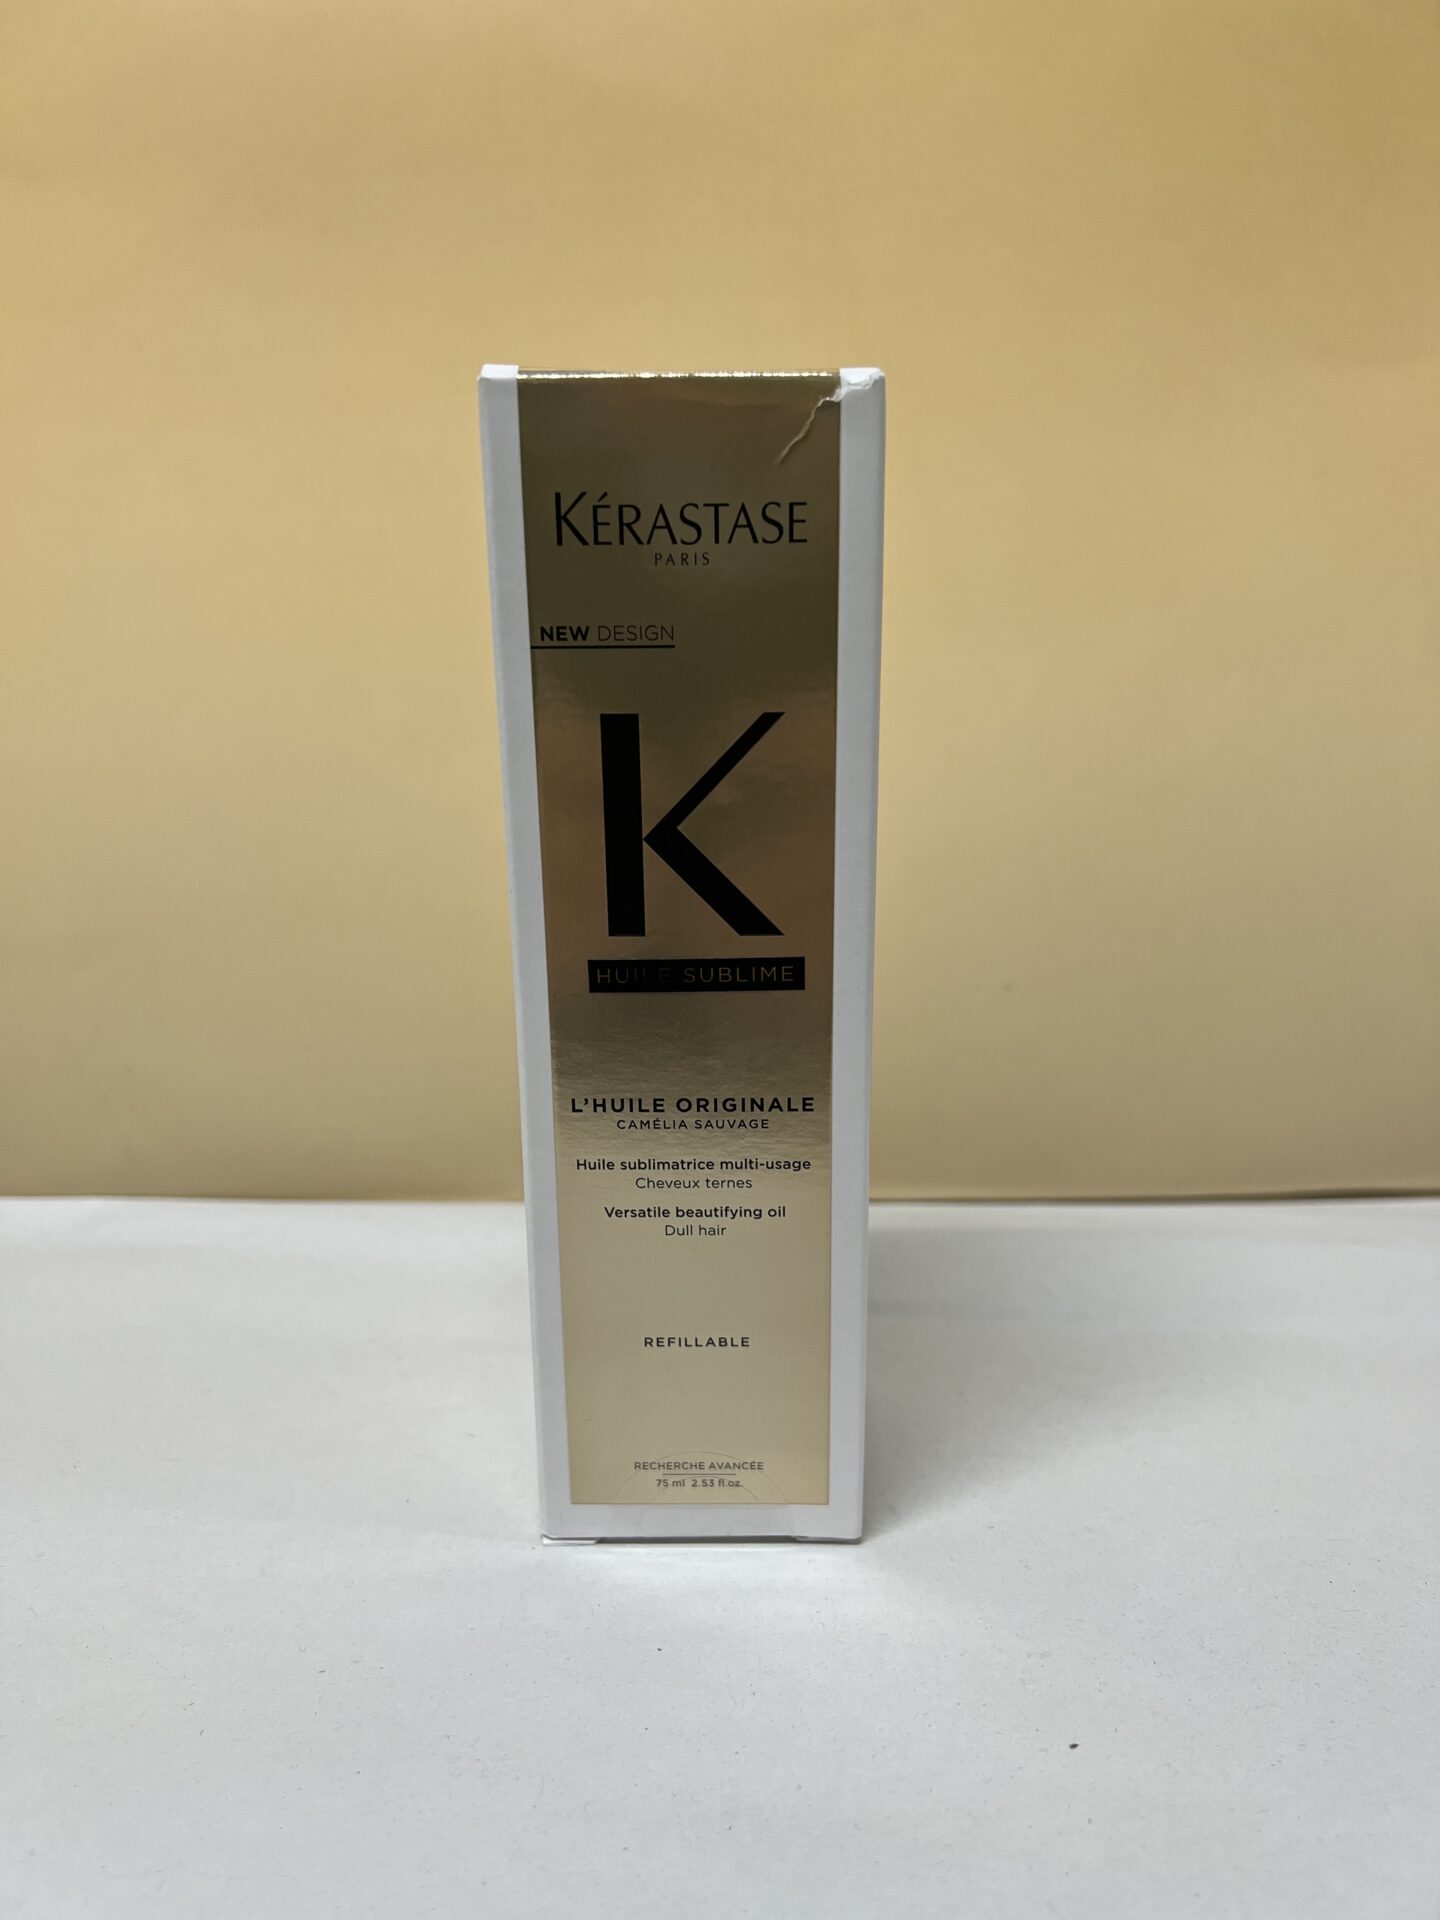 KÉRASTASE
PARIS
NEW DESIGN
K
HUILE SUBLIME
L'HUILE ORIGINALE
CAMÉLIA SAUVAGE
Huile sublimatrice multi-usage
Cheveux ternes
Versatile beautifying oil
Dull hair
REFILLABLE
RECHERCHE AVANCÉE
75 ml 2.53 fl.oz.